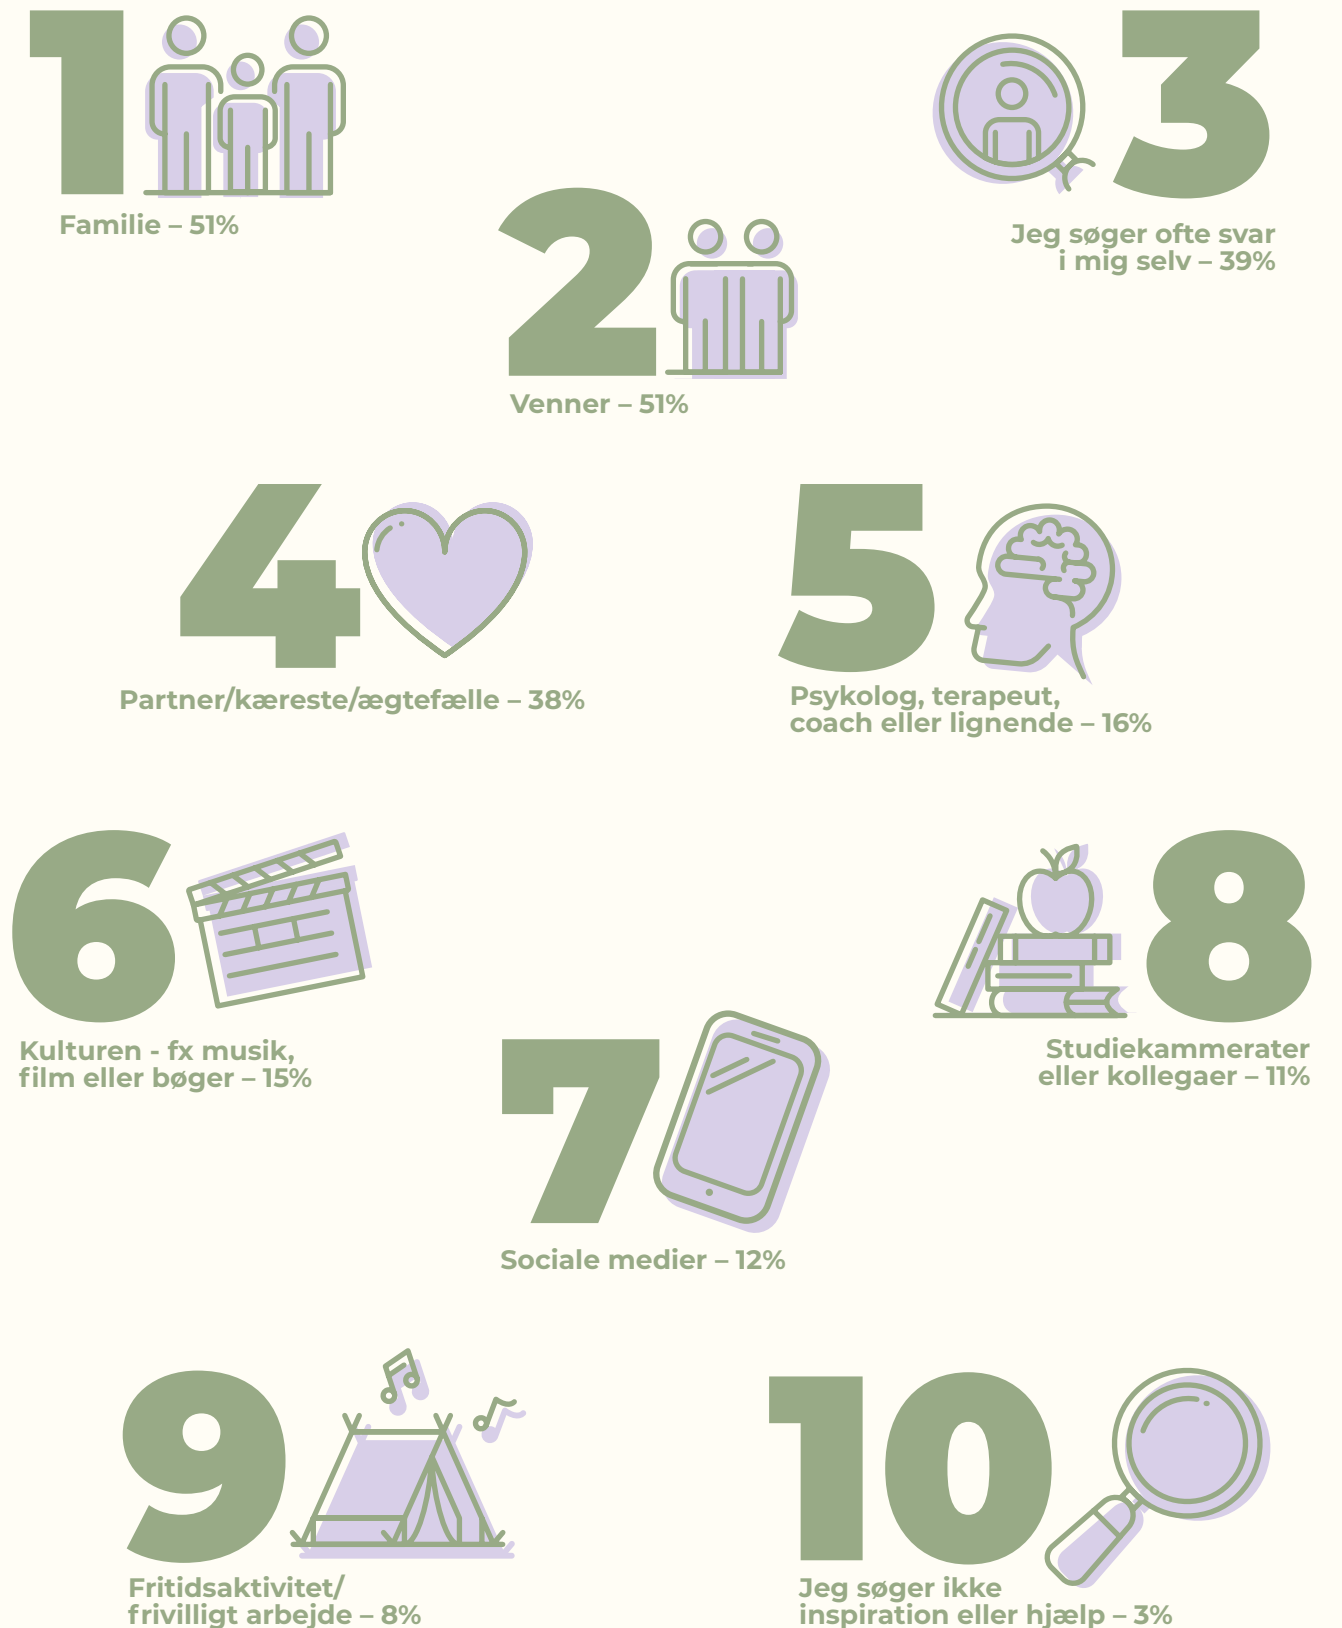 1
Familie – 51%
2
Venner – 51%
3
Jeg søger ofte svar
i mig selv – 39%
4
Partner/kæreste/ægtefælle – 38%
5
Psykolog, terapeut,
coach eller lignende – 16%
6
Kulturen - fx musik,
film eller bøger – 15%
7
Sociale medier – 12%
8
Studiekammerater
eller kollegaer – 11%
9
Fritidsaktivitet/
frivilligt arbejde – 8%
10
Jeg søger ikke
inspiration eller hjælp – 3%